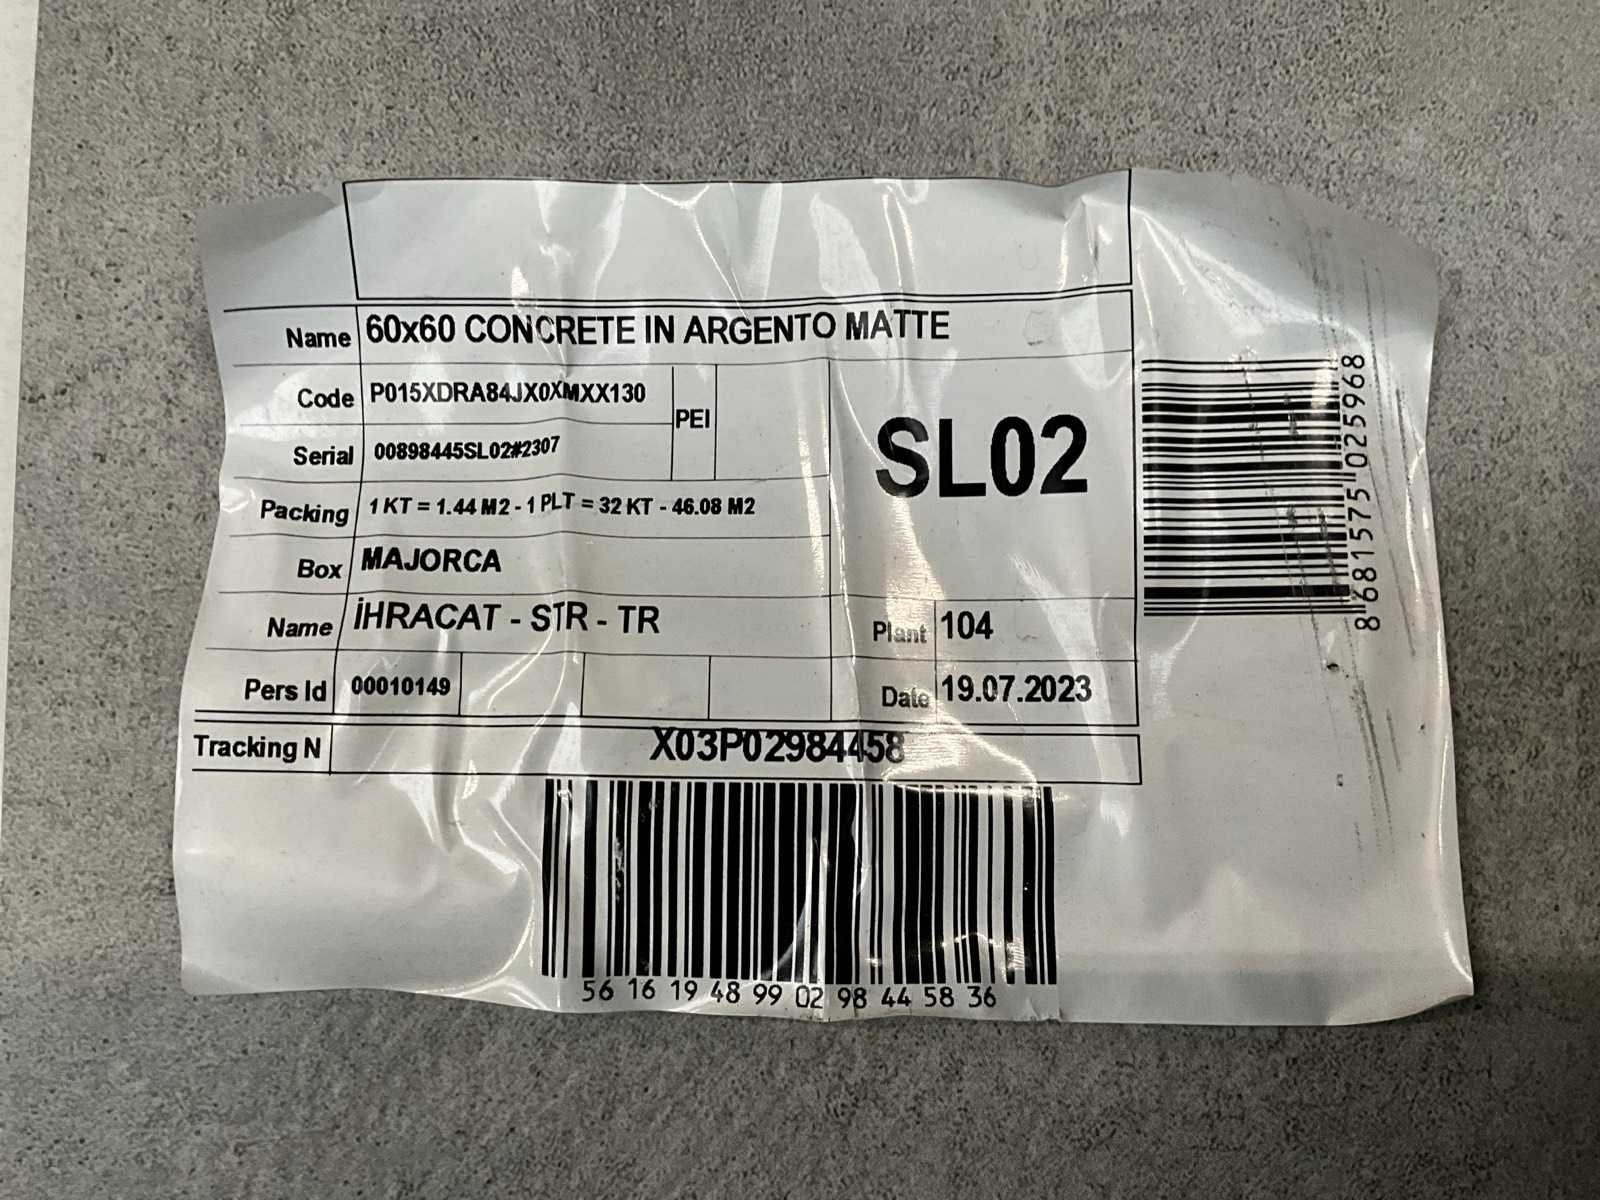 Name 60x60 CONCRETE IN ARGENTO MATTE
Code P015XDRA84JX0XMXX130
PEI
SL02
Serial 00898445SL02#2307
Packing 1 KT = 1.44 M2 - 1 PLT = 32 KT - 46.08 M2
Box MAJORCA
Name İHRACAT - STR - TR
Plant 104
Pers Id 00010149
Date 19.07.2023
Tracking N X03P02984458
56 16 19 48 99 02 98 44 58 36
8681575025968